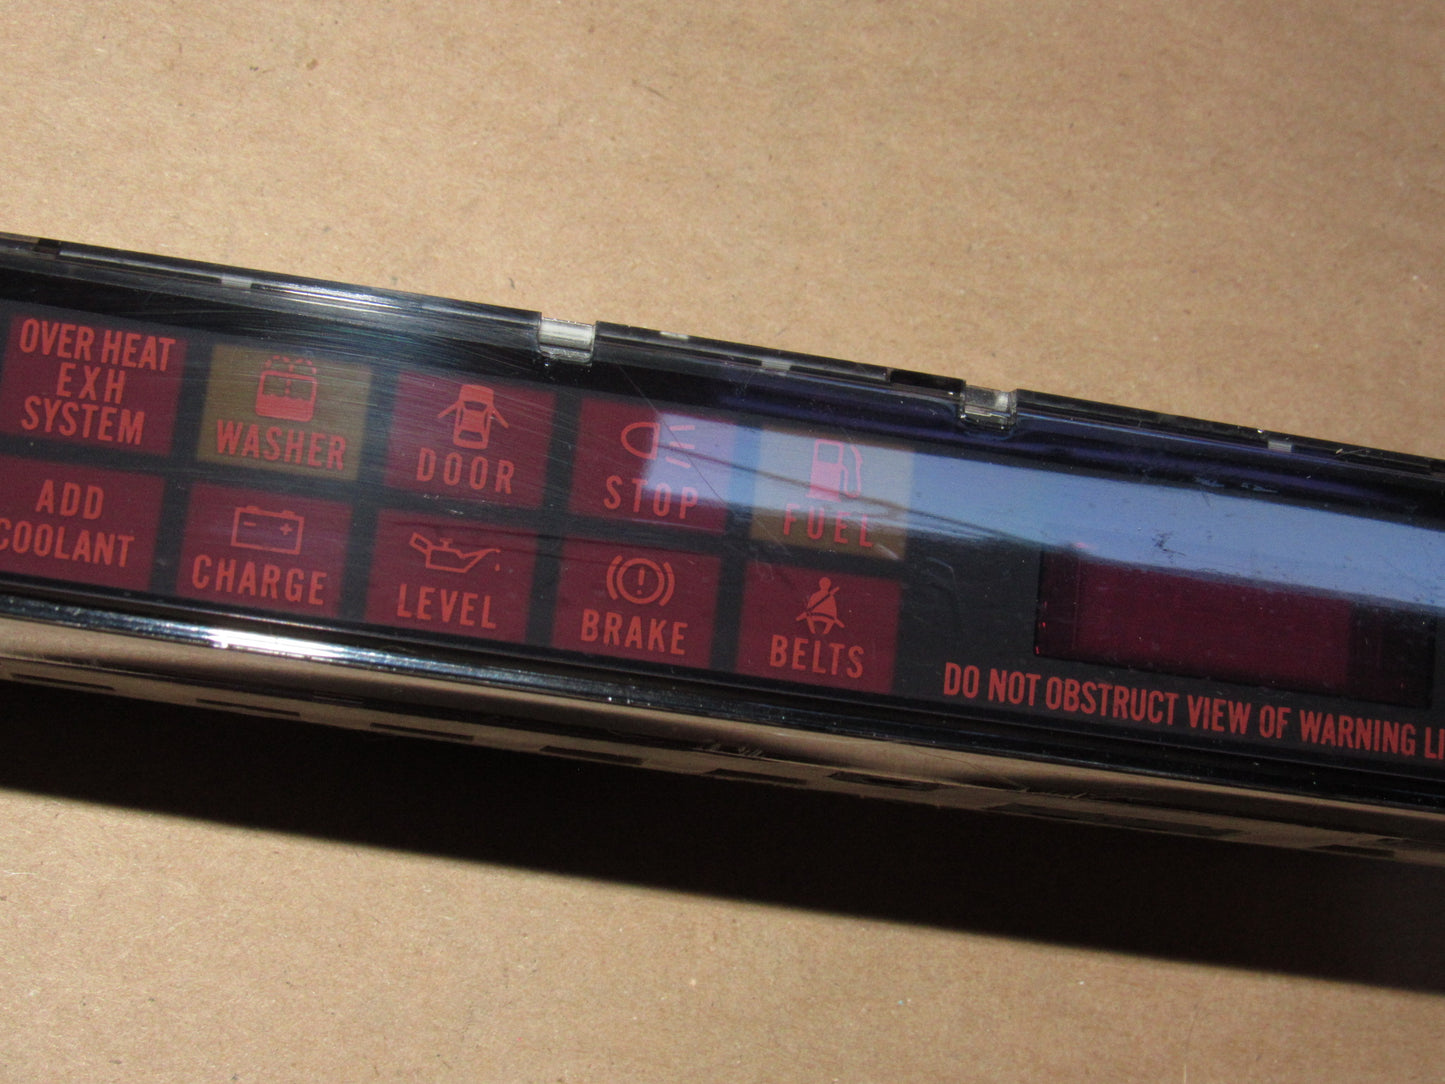 OVER HEAT
EXH
SYSTEM
WASHER
DOOR
STOP
FUEL
ADD
COOLANT
CHARGE
LEVEL
BRAKE
BELTS
DO NOT OBSTRUCT VIEW OF WARNING